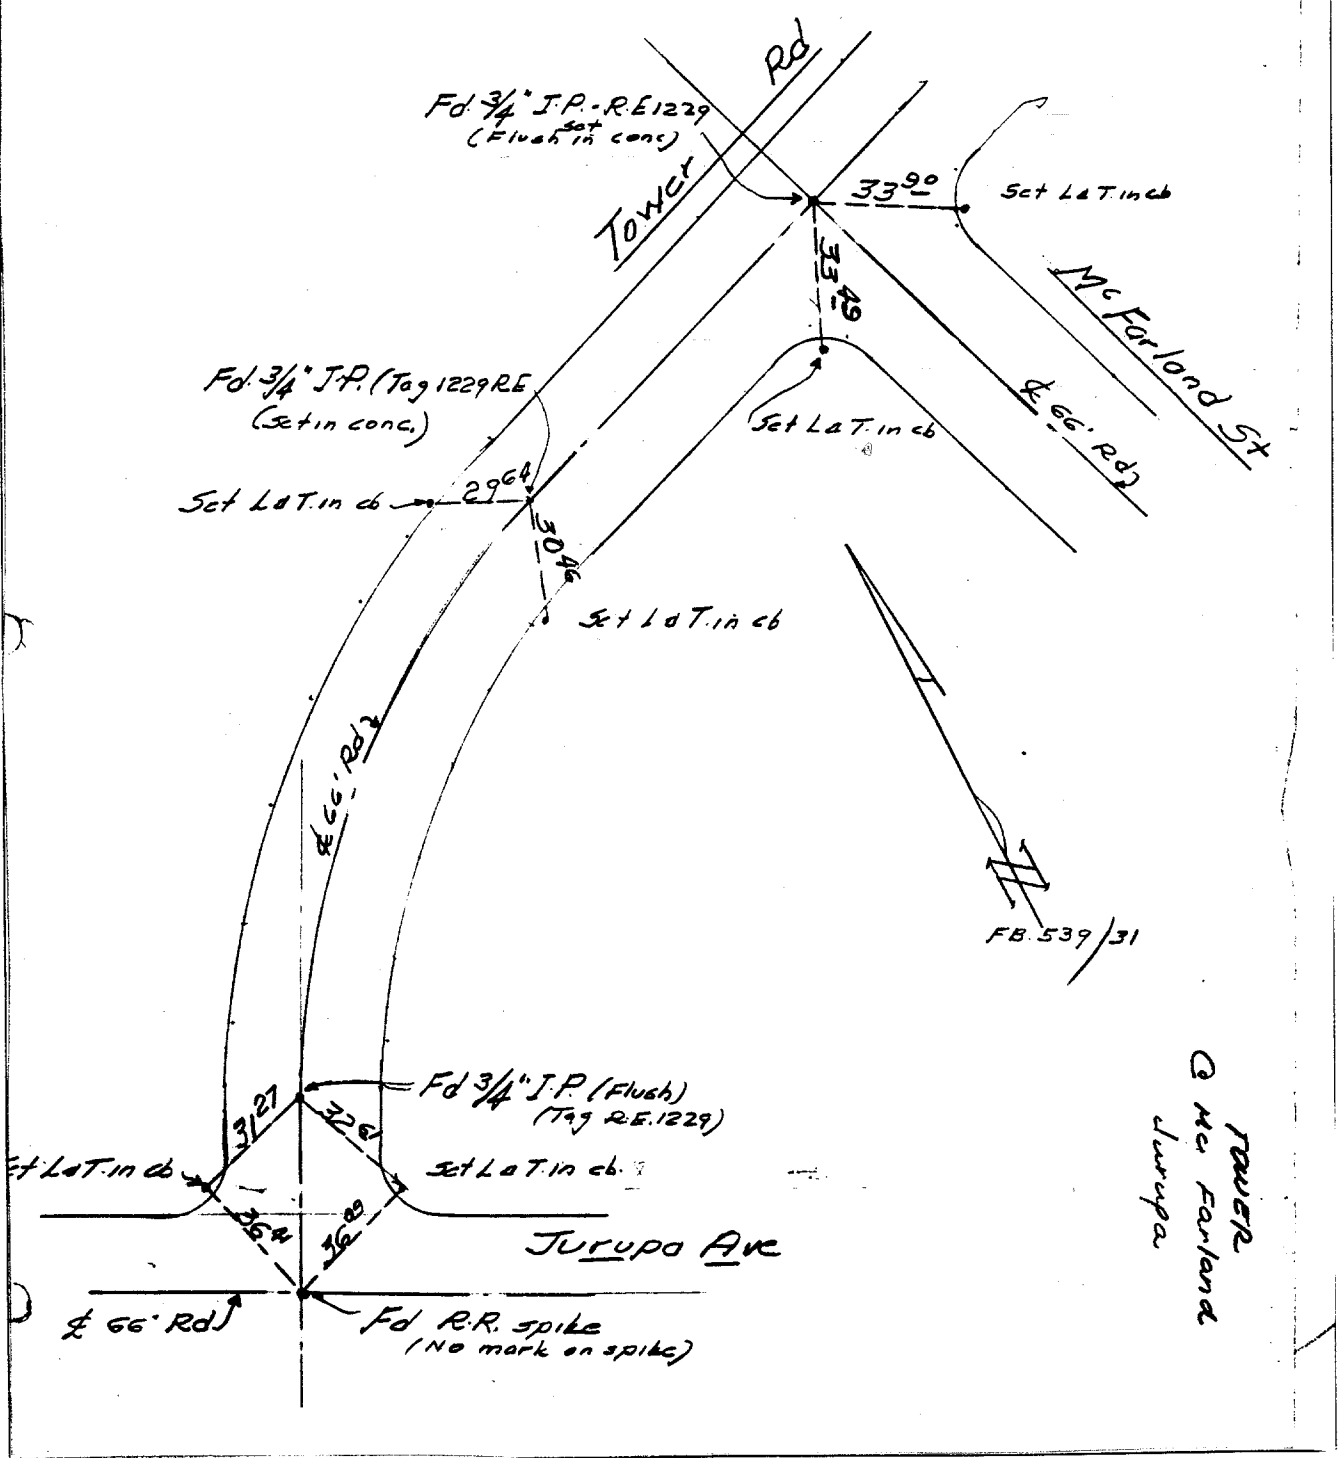 Rd
Fd. 3/4" I.P. - R.E 1229
set
(Flush in conc)
Tower
33 90
Set L&T. in cb
33 49
McFarland St
Fd. 3/4" I.P. (Tag 1229 RE
(Set in conc.)
Set L&T. in cb
℄ 66' Rd
Set L&T. in cb
29 64
30 46
Set L&T. in cb
℄ 66' Rd
FB. 539/31
Fd 3/4" I.P. (Flush)
(Tag R.E. 1229)
31 27
32 61
et L&T. in cb
set L&T. in cb.
36
36
Jurupa Ave
℄ 66' Rd
Fd R.R. spike
(No mark on spike)
TOWER
@ Mc Farland
Jurupa